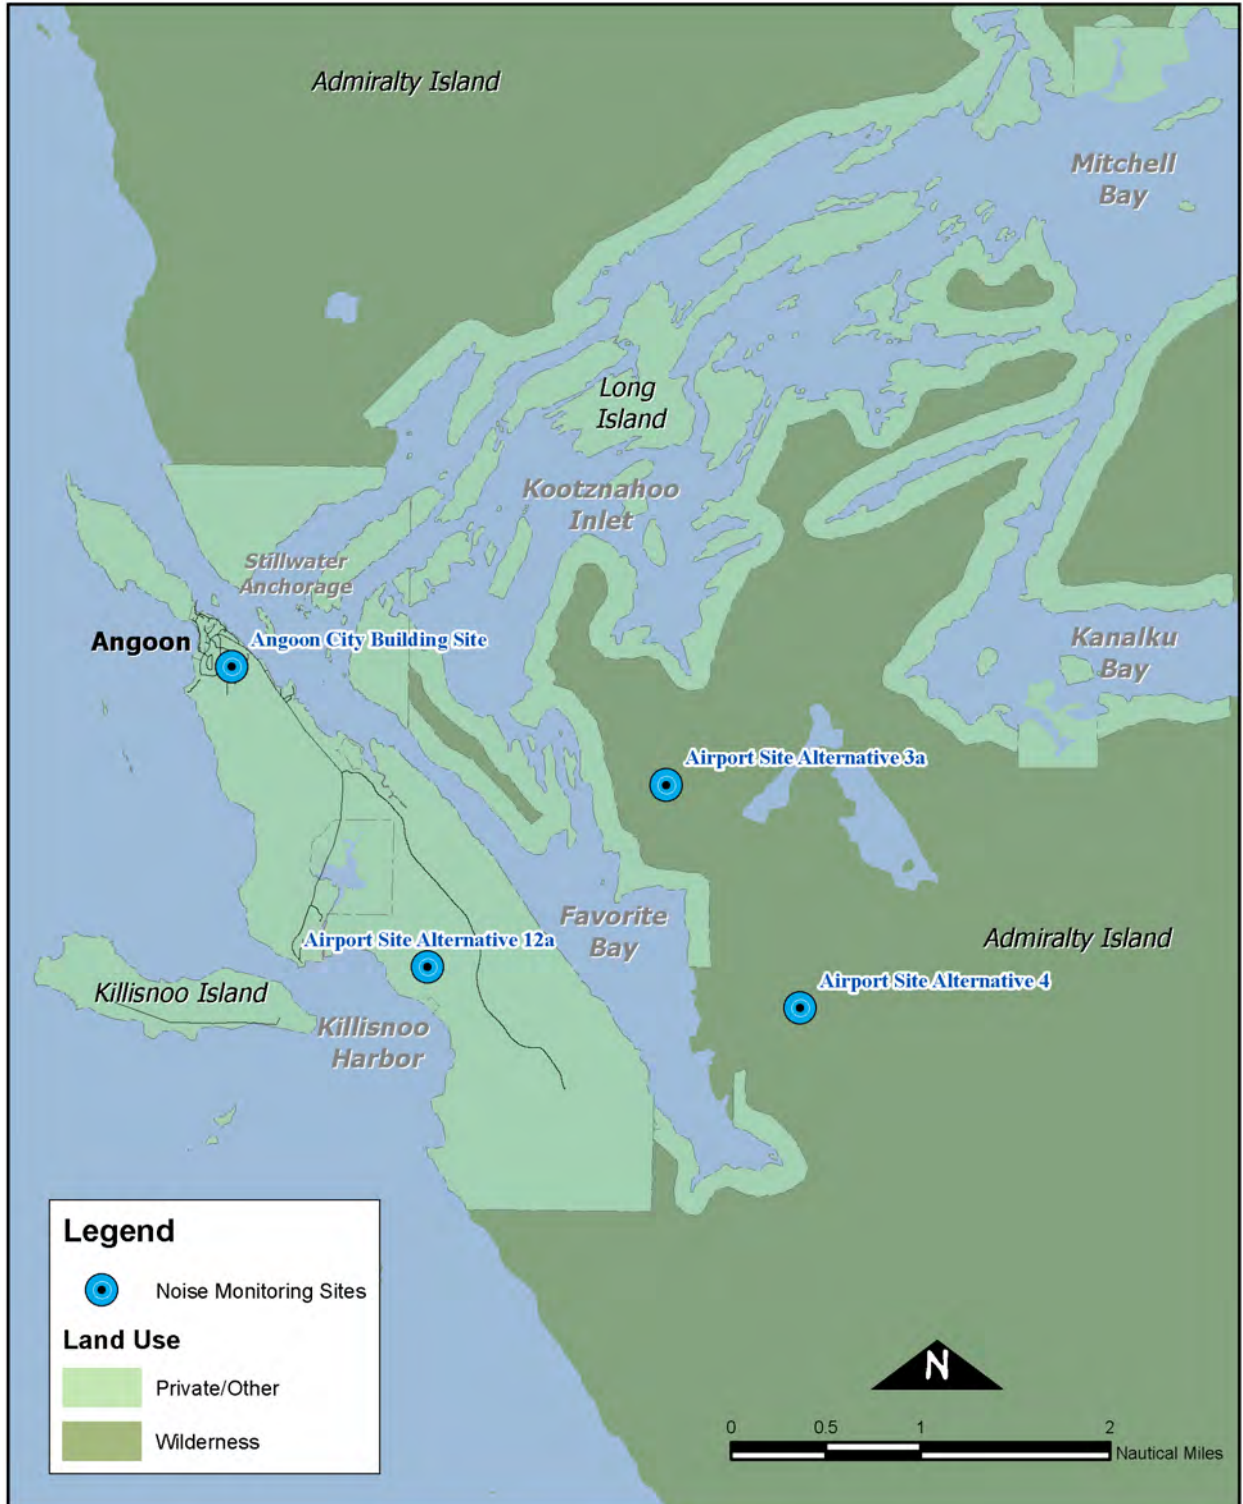 Admiralty Island
Mitchell
Bay
Long
Island
Kootznahoo
Inlet
Stillwater
Anchorage
Angoon
Angoon City Building Site
Kanalku
Bay
Airport Site Alternative 3a
Favorite
Bay
Airport Site Alternative 12a
Admiralty Island
Airport Site Alternative 4
Killisnoo Island
Killisnoo
Harbor
Legend
Noise Monitoring Sites
Land Use
Private/Other
Wilderness
N
0 0.5 1 2
Nautical Miles